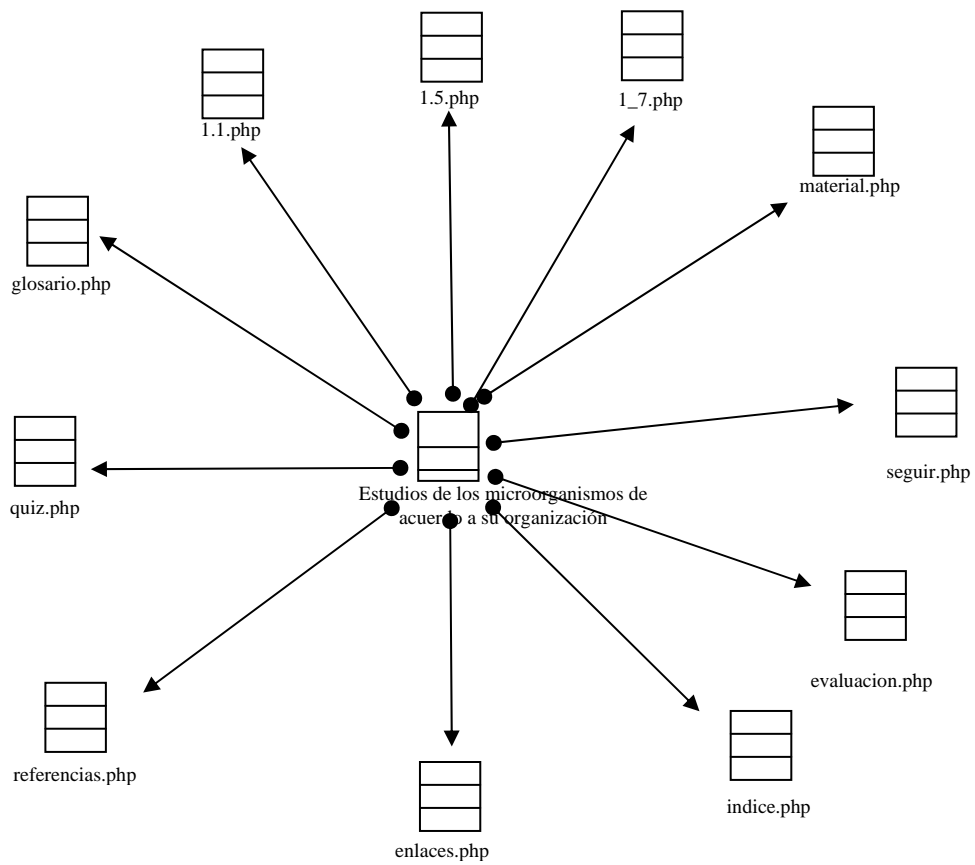 1.5.php
1_7.php
1.1.php
material.php
glosario.php
seguir.php
Estudios de los microorganismos de
acuerdo a su organización
quiz.php
evaluacion.php
referencias.php
indice.php
enlaces.php